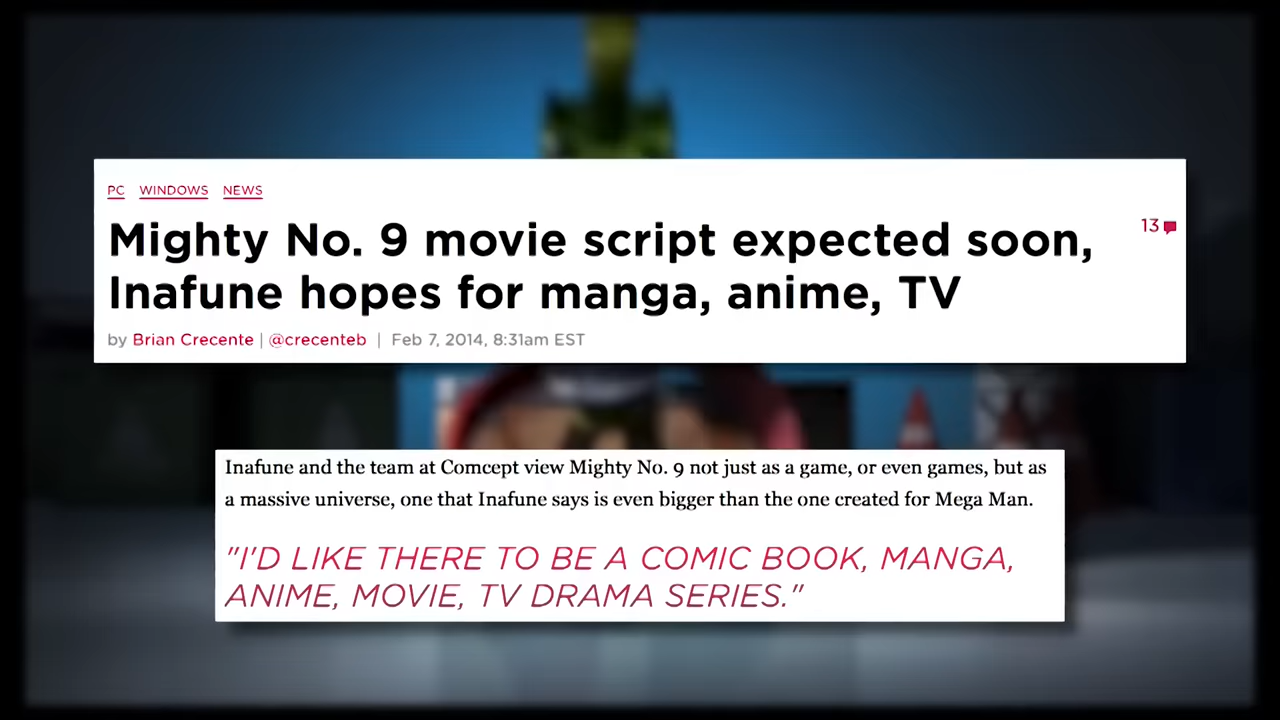 PC WINDOWS NEWS
13
Mighty No. 9 movie script expected soon,
Inafune hopes for manga, anime, TV
by Brian Crecente | @crecenteb | Feb 7, 2014, 8:31am EST
Inafune and the team at Comcept view Mighty No. 9 not just as a game, or even games, but as
a massive universe, one that Inafune says is even bigger than the one created for Mega Man.
"I'D LIKE THERE TO BE A COMIC BOOK, MANGA,
ANIME, MOVIE, TV DRAMA SERIES."